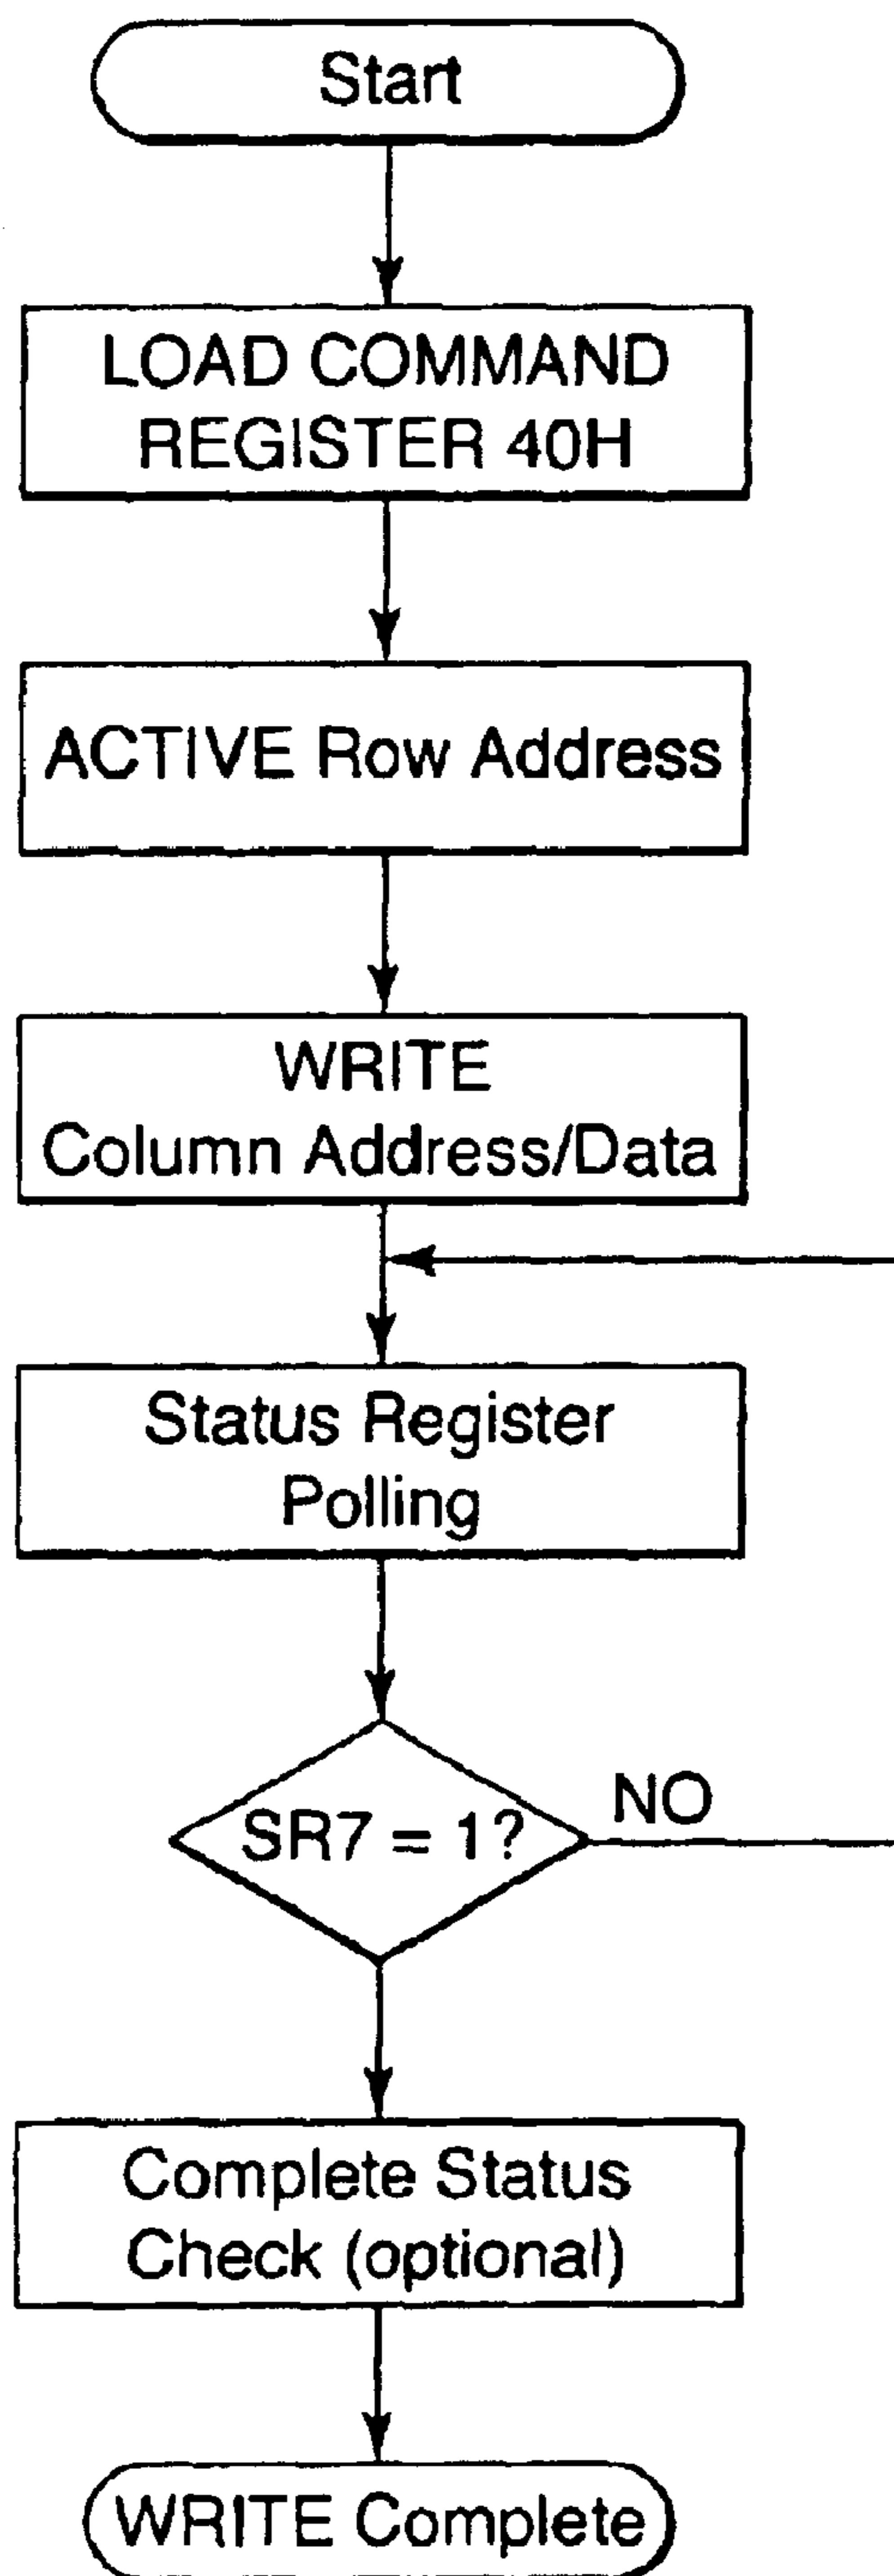 Start
LOAD COMMAND
REGISTER 40H
ACTIVE Row Address
WRITE
Column Address/Data
Status Register
Polling
SR7 = 1?
NO
Complete Status
Check (optional)
WRITE Complete